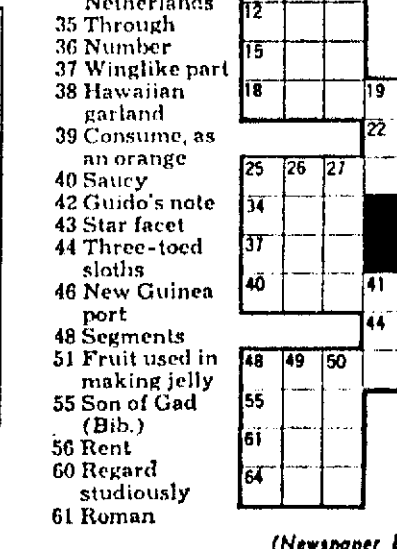 Netherlands
35 Through
36 Number
37 Winglike part
38 Hawaiian
garland
39 Consume, as
an orange
40 Saucy
42 Guido's note
43 Star facet
44 Three-toed
sloths
46 New Guinea
port
48 Segments
51 Fruit used in
making jelly
55 Son of Gad
(Bib.)
56 Rent
60 Regard
studiously
61 Roman
12
15
18 19
22
25 26 27
34
37
40 41
44
48 49 50
55
61
64
(Newspaper